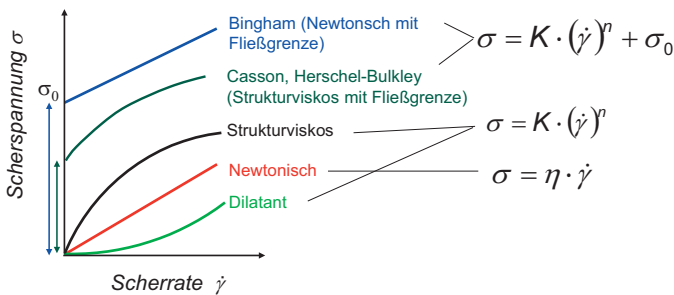 Scherspannung σ
σ₀
Bingham (Newtonsch mit
Fließgrenze)
Casson, Herschel-Bulkley
(Strukturviskos mit Fließgrenze)
Strukturviskos
Newtonisch
Dilatant
σ = K·(γ̇)ⁿ + σ₀
σ = K·(γ̇)ⁿ
σ = η·γ̇
Scherrate γ̇